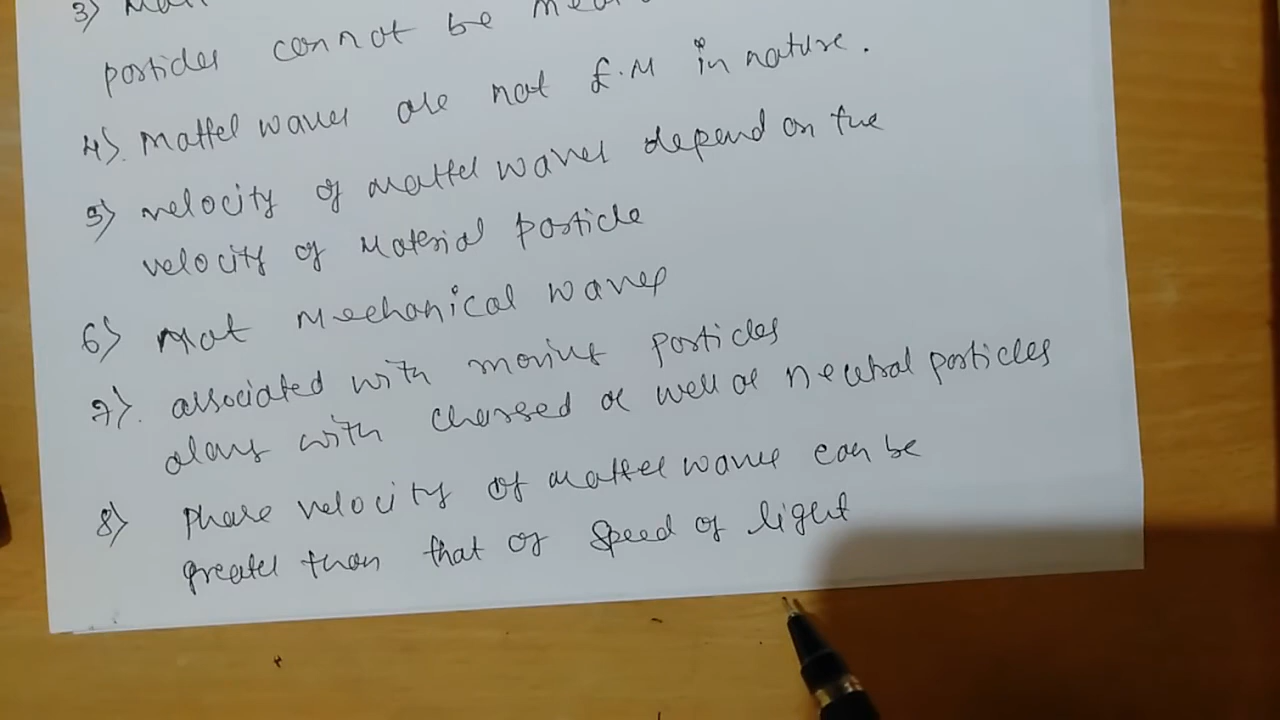 3)
particles cannot be
4). matter waves are not E.M in nature.
5) velocity of matter waves depend on the
velocity of material particle
6) Not Mechanical waves
7). associated with moving particles
along with charged as well as neutral particles
8) Phase velocity of matter waves can be
greater than that of speed of light